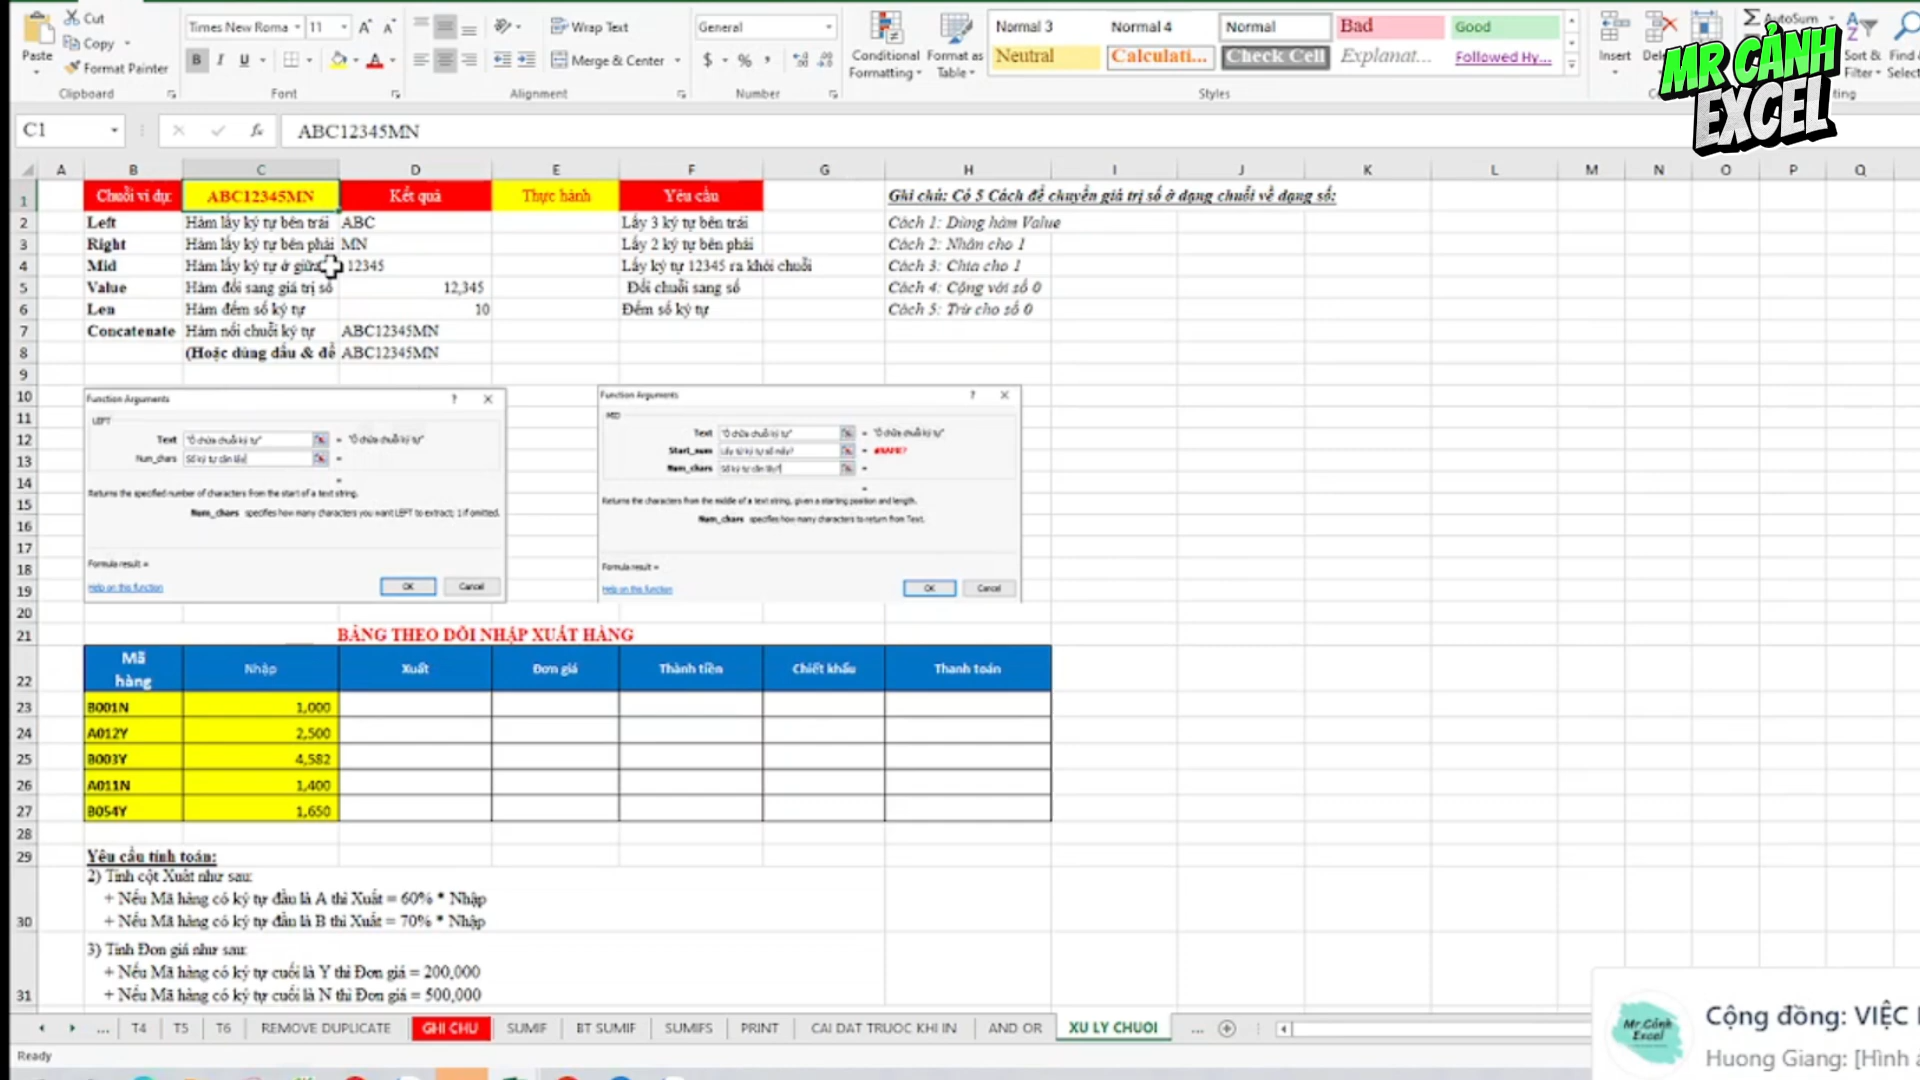 Cut
Copy
Format Painter
Paste
Clipboard
Times New Roma 11
B I U
Font
Wrap Text
Merge & Center
Alignment
General
$ %
Number
Conditional Formatting
Format as Table
Normal 3 Normal 4 Normal Bad Good
Neutral Calculati... Check Cell Explanat... Followed Hy...
Styles
Insert
AutoSum
Sort & Filter
MR CẢNH
EXCEL
C1 fx ABC12345MN
A B C D E F G H I J K L M N O P Q
1 Chuỗi ví dụ: ABC12345MN Kết quả Thực hành Yêu cầu Ghi chú: Có 5 Cách để chuyển giá trị số ở dạng chuỗi về dạng số:
2 Left Hàm lấy ký tự bên trái ABC Lấy 3 ký tự bên trái Cách 1: Dùng hàm Value
3 Right Hàm lấy ký tự bên phải MN Lấy 2 ký tự bên phải Cách 2: Nhân cho 1
4 Mid Hàm lấy ký tự ở giữa 12345 Lấy ký tự 12345 ra khỏi chuỗi Cách 3: Chia cho 1
5 Value Hàm đổi sang giá trị số 12,345 Đổi chuỗi sang số Cách 4: Cộng với số 0
6 Len Hàm đếm số ký tự 10 Đếm số ký tự Cách 5: Trừ cho số 0
7 Concatenate Hàm nối chuỗi ký tự ABC12345MN
8 (Hoặc dùng dấu & để ABC12345MN
9
10
11
12
13
14
15
16
17
18
19
20
Function Arguments ?
LEFT
Text "Ô chứa chuỗi ký tự" = "Ô chứa chuỗi ký tự"
Num_chars Số ký tự cần lấy =
=
Returns the specified number of characters from the start of a text string.
Num_chars specifies how many characters you want LEFT to extract; 1 if omitted.
Formula result =
Help on this function OK Cancel
Function Arguments ?
MID
Text "Ô chứa chuỗi ký tự" = "Ô chứa chuỗi ký tự"
Start_num Lấy từ ký tự số mấy? = #NAME?
Num_chars Số ký tự cần lấy? =
=
Returns the characters from the middle of a text string, given a starting position and length.
Num_chars specifies how many characters to return from Text.
Formula result =
Help on this function OK Cancel
21 BẢNG THEO DÕI NHẬP XUẤT HÀNG
22 Mã hàng Nhập Xuất Đơn giá Thành tiền Chiết khấu Thanh toán
23 B001N 1,000
24 A012Y 2,500
25 B003Y 4,582
26 A011N 1,400
27 B054Y 1,650
28
29 Yêu cầu tính toán:
2) Tính cột Xuất như sau:
+ Nếu Mã hàng có ký tự đầu là A thì Xuất = 60% * Nhập
30 + Nếu Mã hàng có ký tự đầu là B thì Xuất = 70% * Nhập
3) Tính Đơn giá như sau:
+ Nếu Mã hàng có ký tự cuối là Y thì Đơn giá = 200,000
31 + Nếu Mã hàng có ký tự cuối là N thì Đơn giá = 500,000
... T4 T5 T6 REMOVE DUPLICATE GHI CHU SUMIF BT SUMIF SUMIFS PRINT CAI DAT TRUOC KHI IN AND OR XU LY CHUOI ...
Ready
Mr.Cảnh
Excel
Cộng đồng: VIỆC
Huong Giang: [Hình